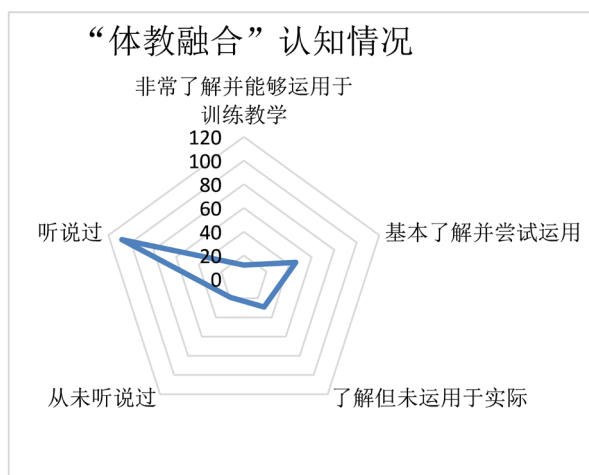 “体教融合”认知情况
非常了解并能够运用于
训练教学
120
100
80
60
40
20
0
听说过
基本了解并尝试运用
从未听说过
了解但未运用于实际